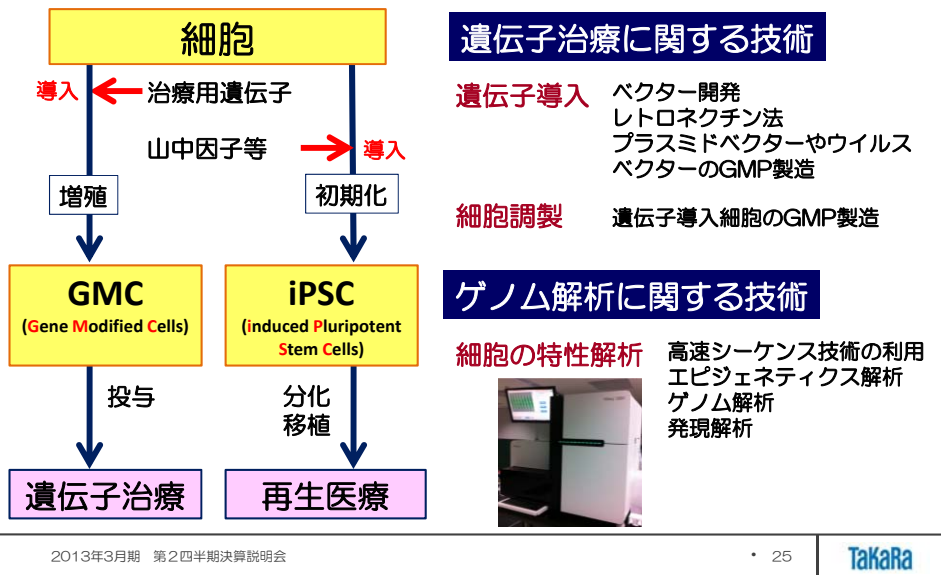 細胞
導入
治療用遺伝子
山中因子等
導入
増殖
初期化
GMC
(Gene Modified Cells)
iPSC
(induced Pluripotent
Stem Cells)
投与
分化
移植
遺伝子治療
再生医療
遺伝子治療に関する技術
遺伝子導入
ベクター開発
レトロネクチン法
プラスミドベクターやウイルス
ベクターのGMP製造
細胞調製
遺伝子導入細胞のGMP製造
ゲノム解析に関する技術
細胞の特性解析
高速シーケンス技術の利用
エピジェネティクス解析
ゲノム解析
発現解析
2013年3月期 第2四半期決算説明会
• 25
TaKaRa